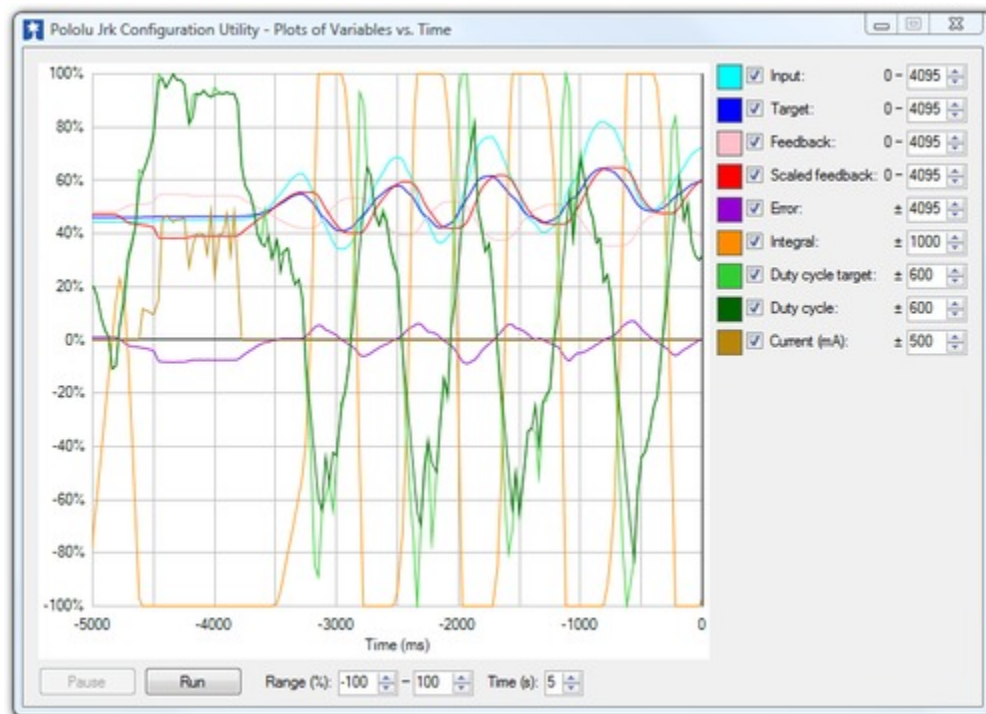 Pololu Jrk Configuration Utility - Plots of Variables vs. Time
100%
80%
60%
40%
20%
0%
-20%
-40%
-60%
-80%
-100%
-5000 -4000 -3000 -2000 -1000 0
Time (ms)
Input: 0 – 4095
Target: 0 – 4095
Feedback: 0 – 4095
Scaled feedback: 0 – 4095
Error: ± 4095
Integral: ± 1000
Duty cycle target: ± 600
Duty cycle: ± 600
Current (mA): ± 500
Pause Run Range (%): -100 – 100 Time (s): 5